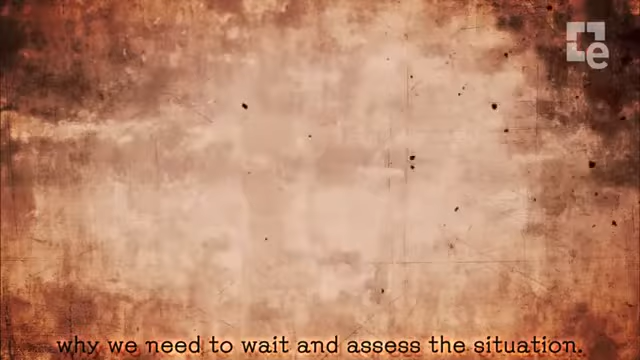 e
why we need to wait and assess the situation.